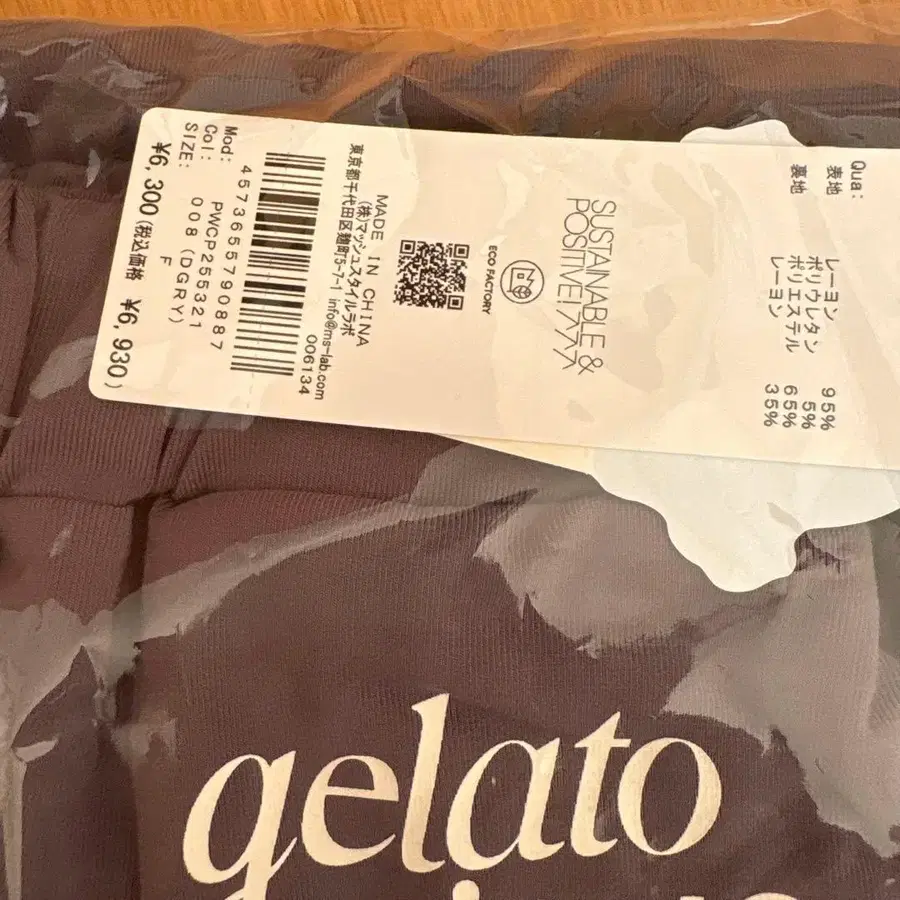 Mod: PWCP255321
Col: 008 (DGRY)
SIZE: F
¥6,300(税込価格 ¥6,930)
4573655790887
006134
MADE IN CHINA
(株)マッシュスタイルラボ
東京都千代田区麹町5-7-1 info@ms-lab.com
ECO FACTORY
SUSTAINABLE &
POSITIVE!
Qua:
表地 レーヨン 95%
ポリウレタン 5%
裏地 ポリエステル 65%
レーヨン 35%
gelato